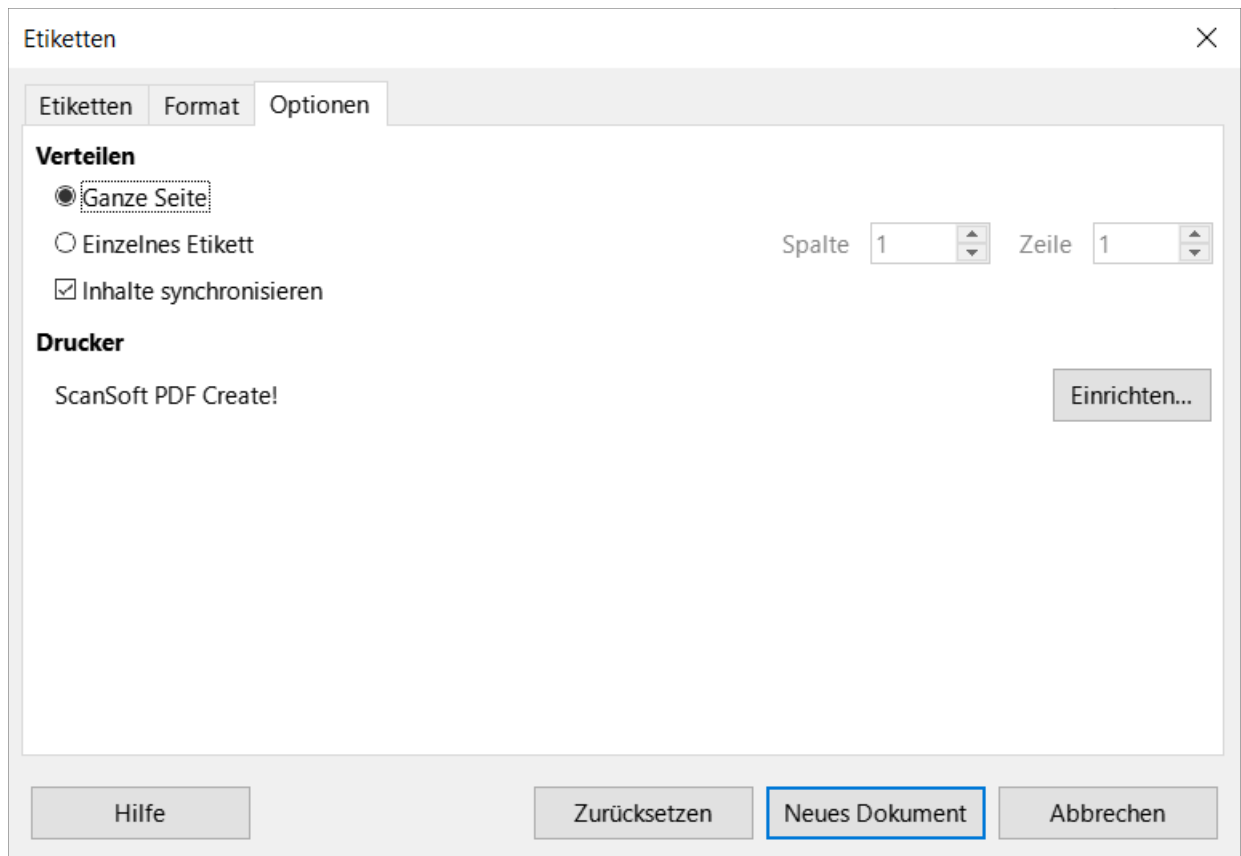 Etiketten
Etiketten Format Optionen
Verteilen
Ganze Seite
Einzelnes Etikett Spalte 1 Zeile 1
Inhalte synchronisieren
Drucker
ScanSoft PDF Create! Einrichten...
Hilfe Zurücksetzen Neues Dokument Abbrechen